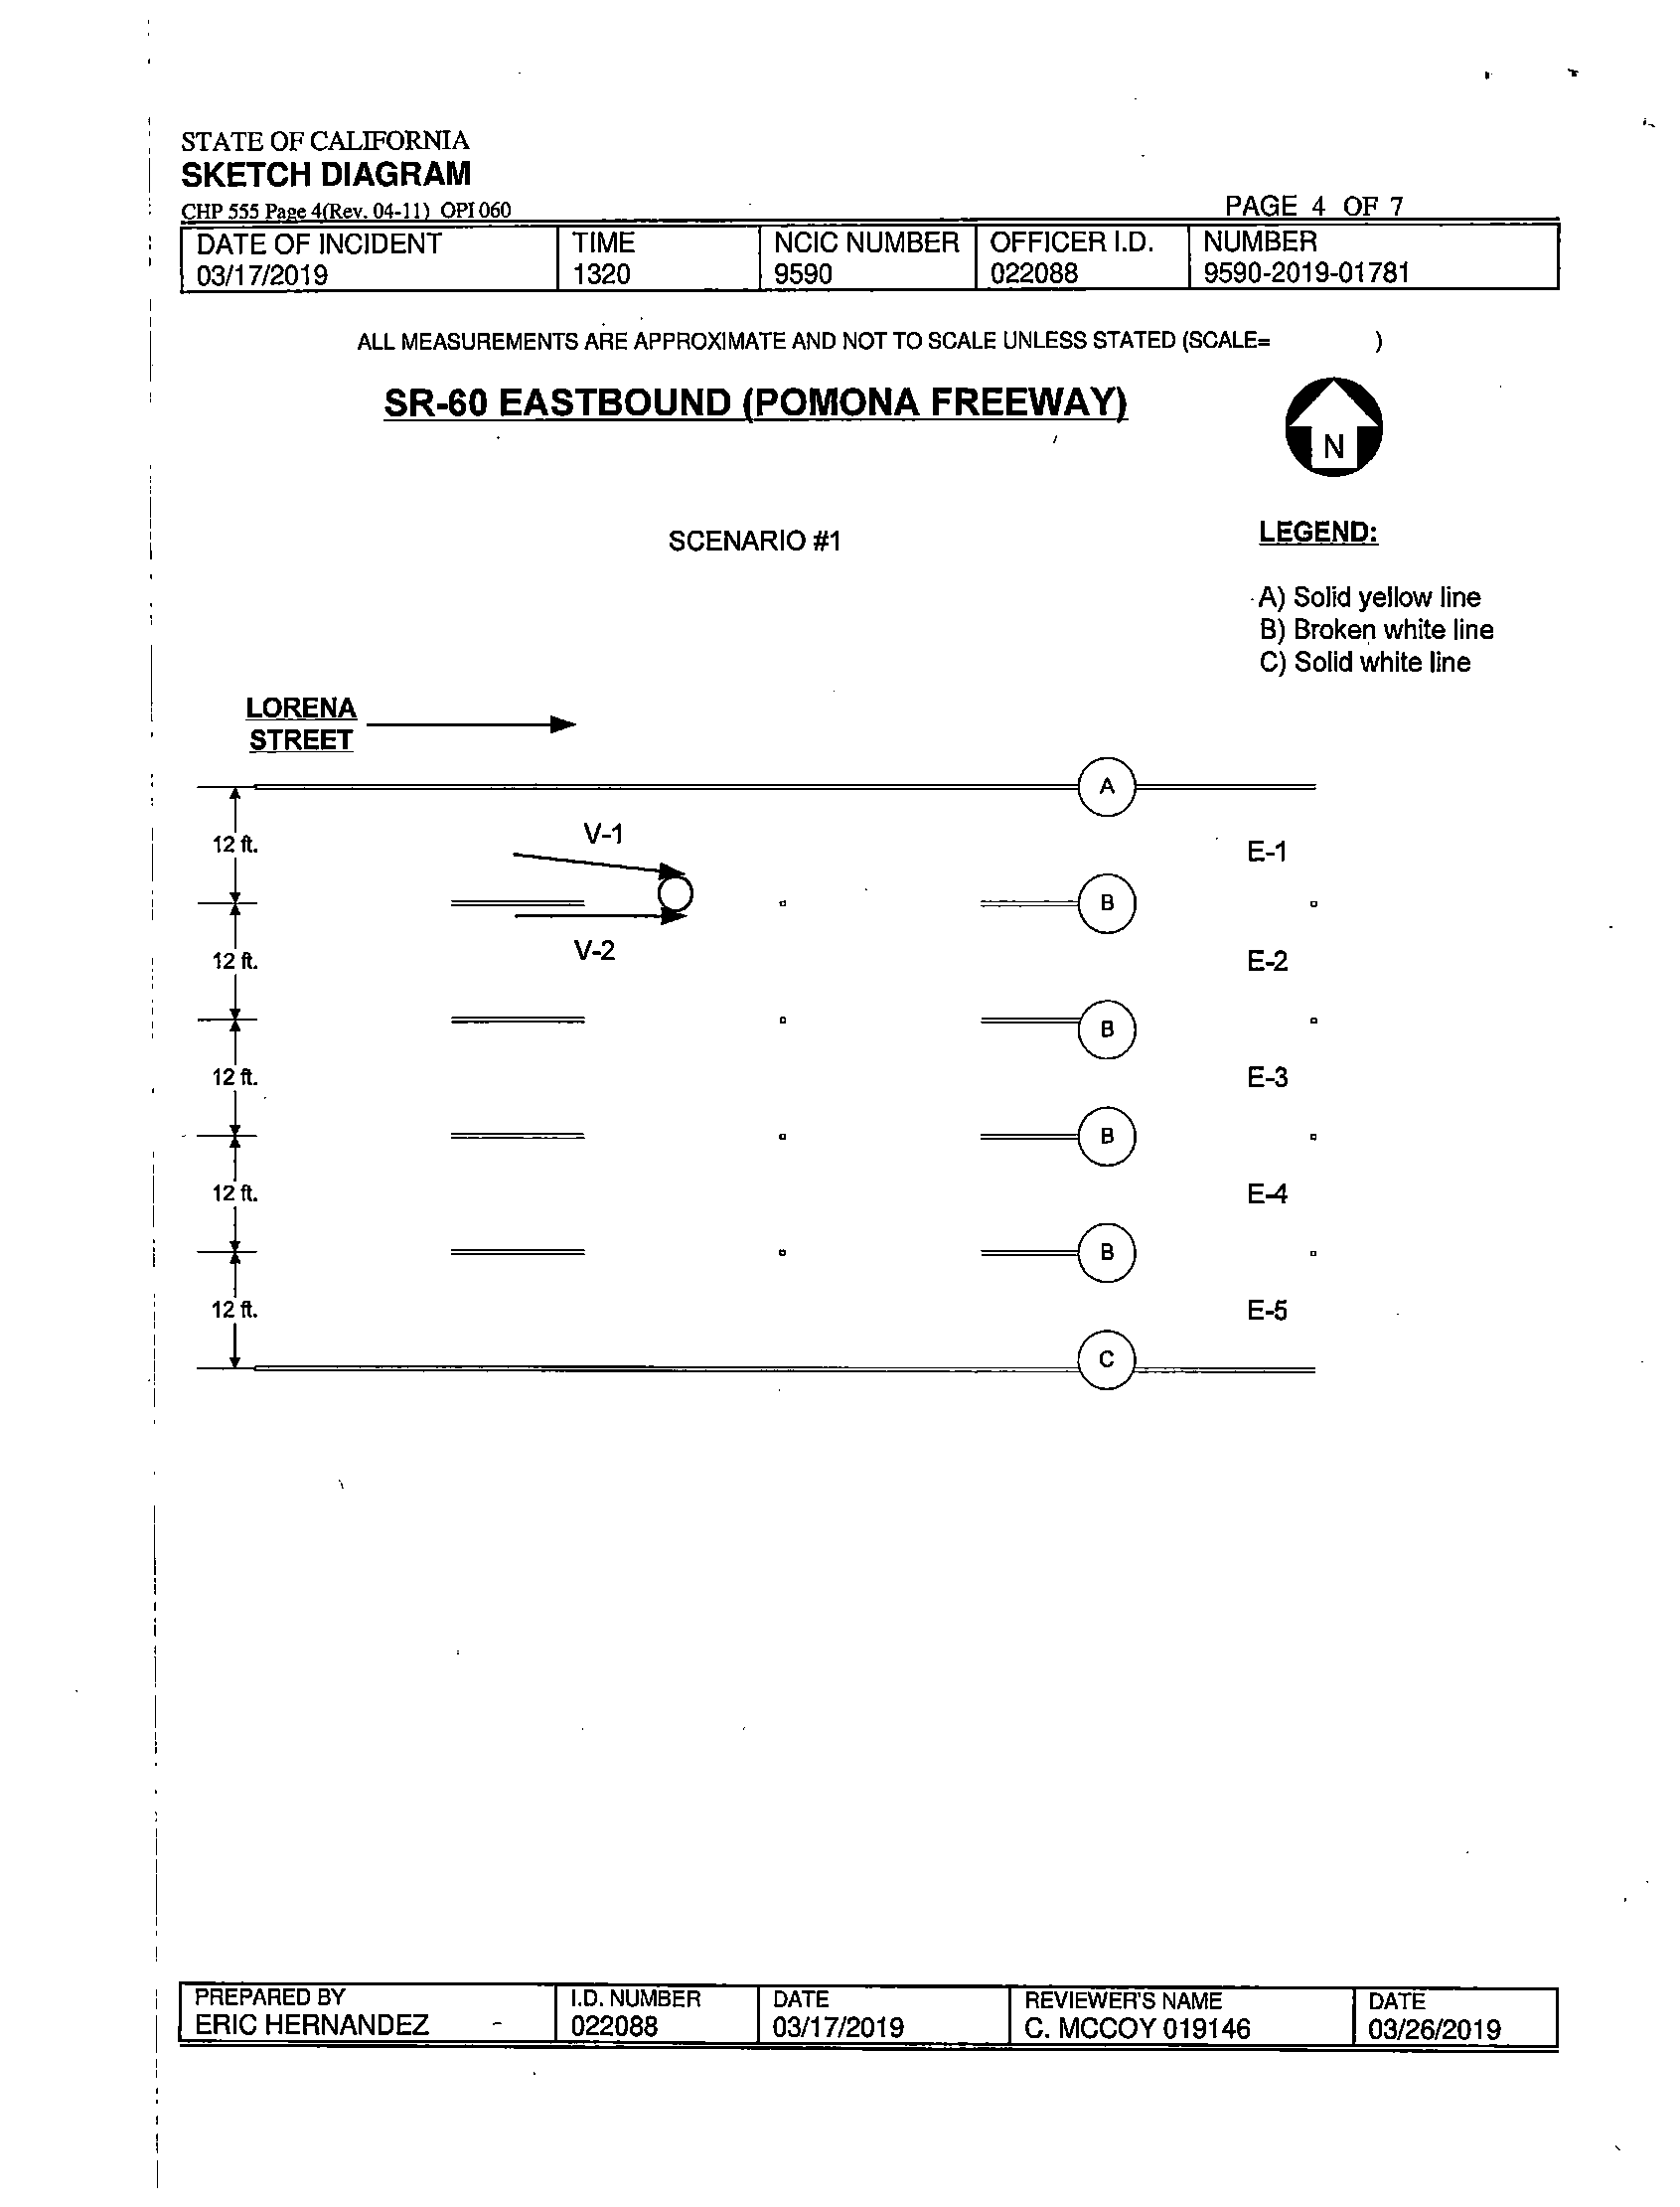 STATE OF CALIFORNIA
SKETCH DIAGRAM
CHP 555 Page 4(Rev. 04-11) OPI 060
PAGE 4 OF 7
DATE OF INCIDENT TIME NCIC NUMBER OFFICER I.D. NUMBER
03/17/2019 1320 9590 022088 9590-2019-01781
ALL MEASUREMENTS ARE APPROXIMATE AND NOT TO SCALE UNLESS STATED (SCALE= )
SR-60 EASTBOUND (POMONA FREEWAY)
N
SCENARIO #1
LEGEND:
A) Solid yellow line
B) Broken white line
C) Solid white line
LORENA
STREET
A
12 ft.
V-1
E-1
B
V-2
12 ft.
E-2
B
12 ft.
E-3
B
12 ft.
E-4
B
12 ft.
E-5
C
PREPARED BY I.D. NUMBER DATE REVIEWER'S NAME DATE
ERIC HERNANDEZ 022088 03/17/2019 C. MCCOY 019146 03/26/2019